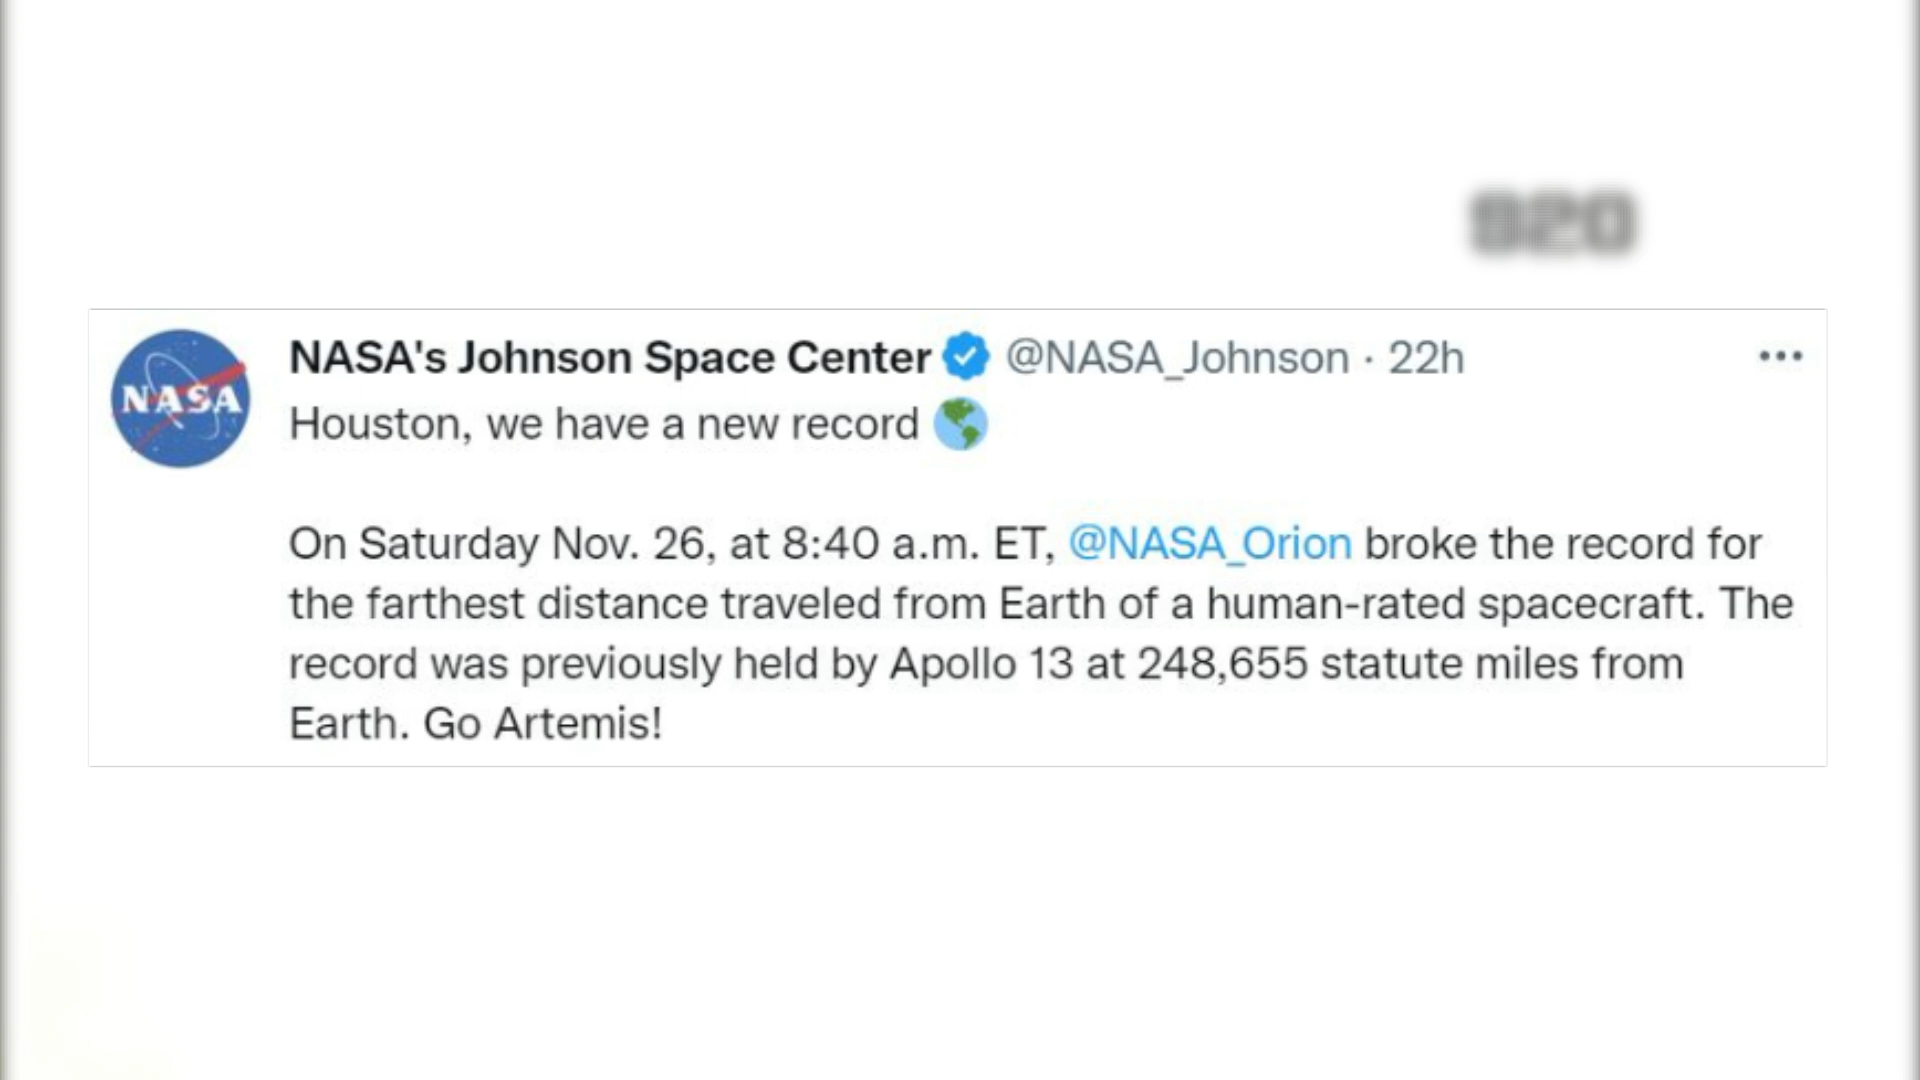 920
NASA's Johnson Space Center @NASA_Johnson · 22h
NASA
Houston, we have a new record
On Saturday Nov. 26, at 8:40 a.m. ET, @NASA_Orion broke the record for
the farthest distance traveled from Earth of a human-rated spacecraft. The
record was previously held by Apollo 13 at 248,655 statute miles from
Earth. Go Artemis!